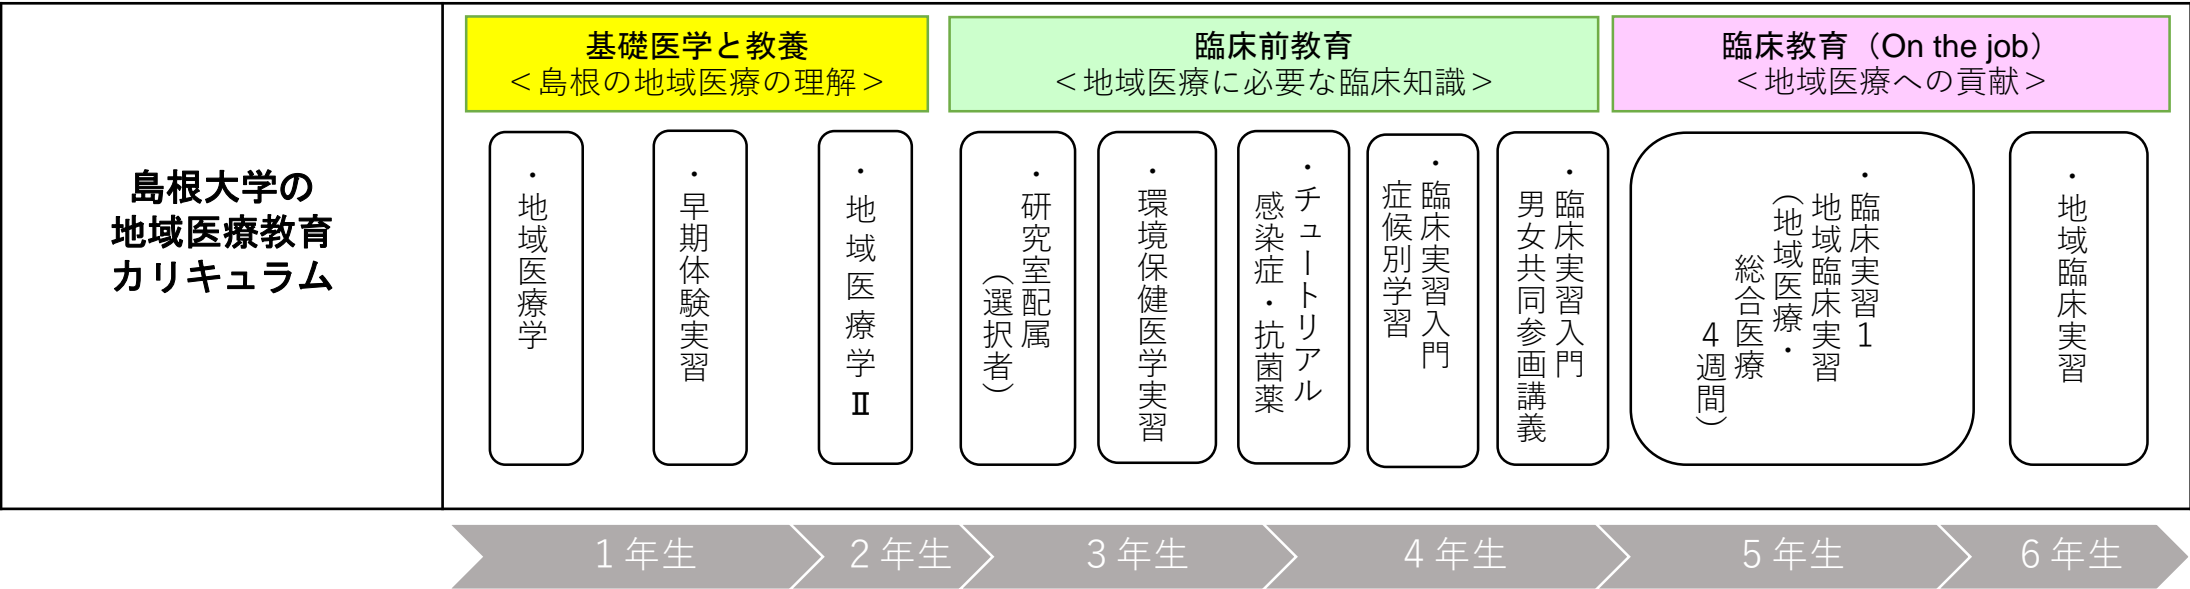 島根大学の
地域医療教育
カリキュラム
基礎医学と教養
＜島根の地域医療の理解＞
臨床前教育
＜地域医療に必要な臨床知識＞
臨床教育（On the job）
＜地域医療への貢献＞
・地域医療学
・早期体験実習
・地域医療学Ⅱ
・研究室配属
（選択者）
・環境保健医学実習
・チュートリアル
感染症・抗菌薬
・臨床実習入門
症候別学習
・臨床実習入門
男女共同参画講義
・臨床実習１
地域臨床実習
（地域医療・
総合医療
４週間）
・地域臨床実習
１年生
２年生
３年生
４年生
５年生
６年生